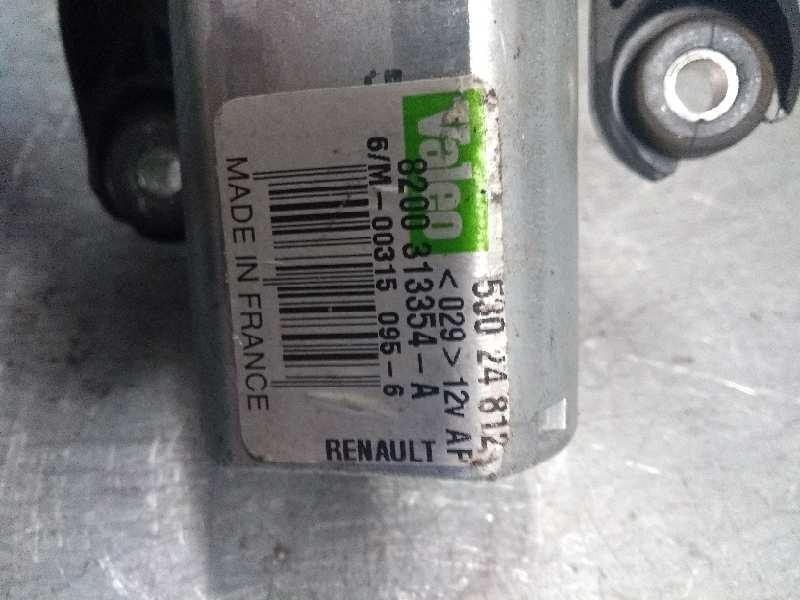 Valeo
530 24 812
<029> 12V AF
8200 313354-A
6/M-00315 095-6
MADE IN FRANCE
RENAULT